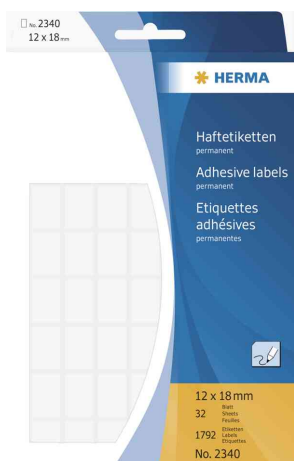 No. 2340
12 x 18 mm
HERMA
Haftetiketten
permanent
Adhesive labels
permanent
Etiquettes
adhésives
permanentes
12 x 18 mm
32 Blatt
Sheets
Feuilles
1792 Etiketten
Labels
Etiquettes
No. 2340